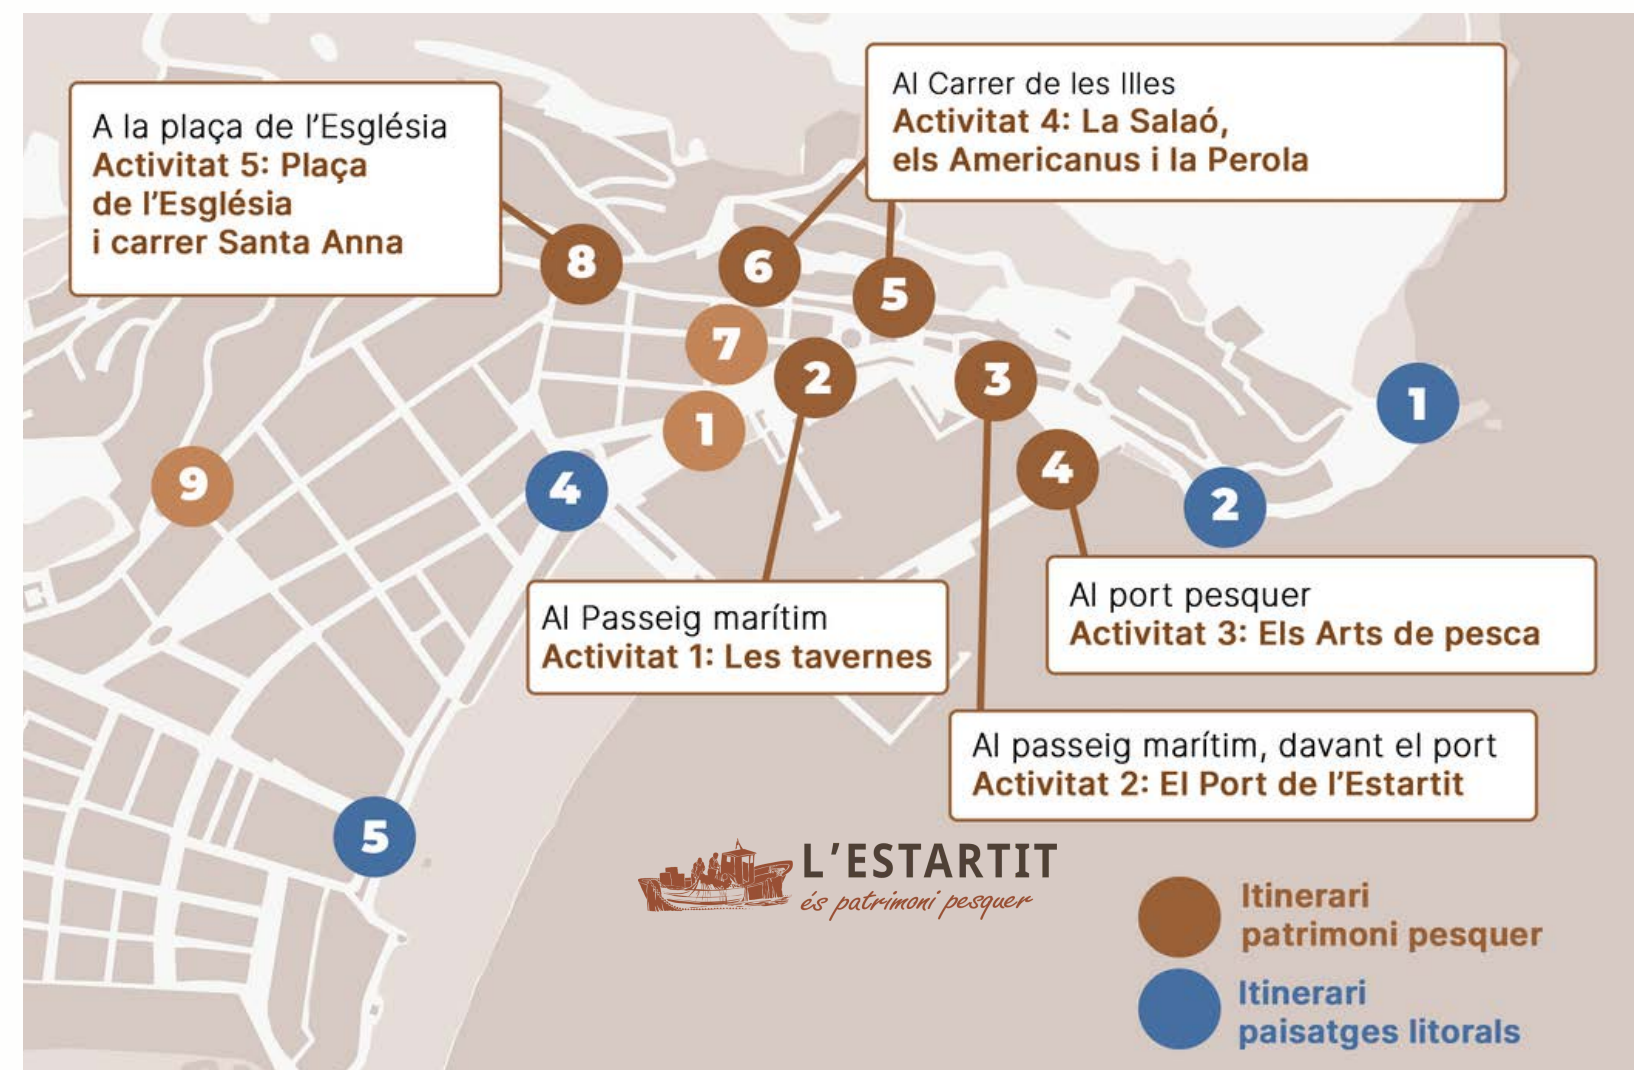 A la plaça de l'Església
Activitat 5: Plaça
de l'Església
i carrer Santa Anna
Al Carrer de les Illes
Activitat 4: La Salaó,
els Americanus i la Perola
8
6
5
7
2
3
1
1
4
9
4
2
Al Passeig marítim
Activitat 1: Les tavernes
Al port pesquer
Activitat 3: Els Arts de pesca
Al passeig marítim, davant el port
Activitat 2: El Port de l'Estartit
5
L'ESTARTIT
és patrimoni pesquer
Itinerari
patrimoni pesquer
Itinerari
paisatges litorals